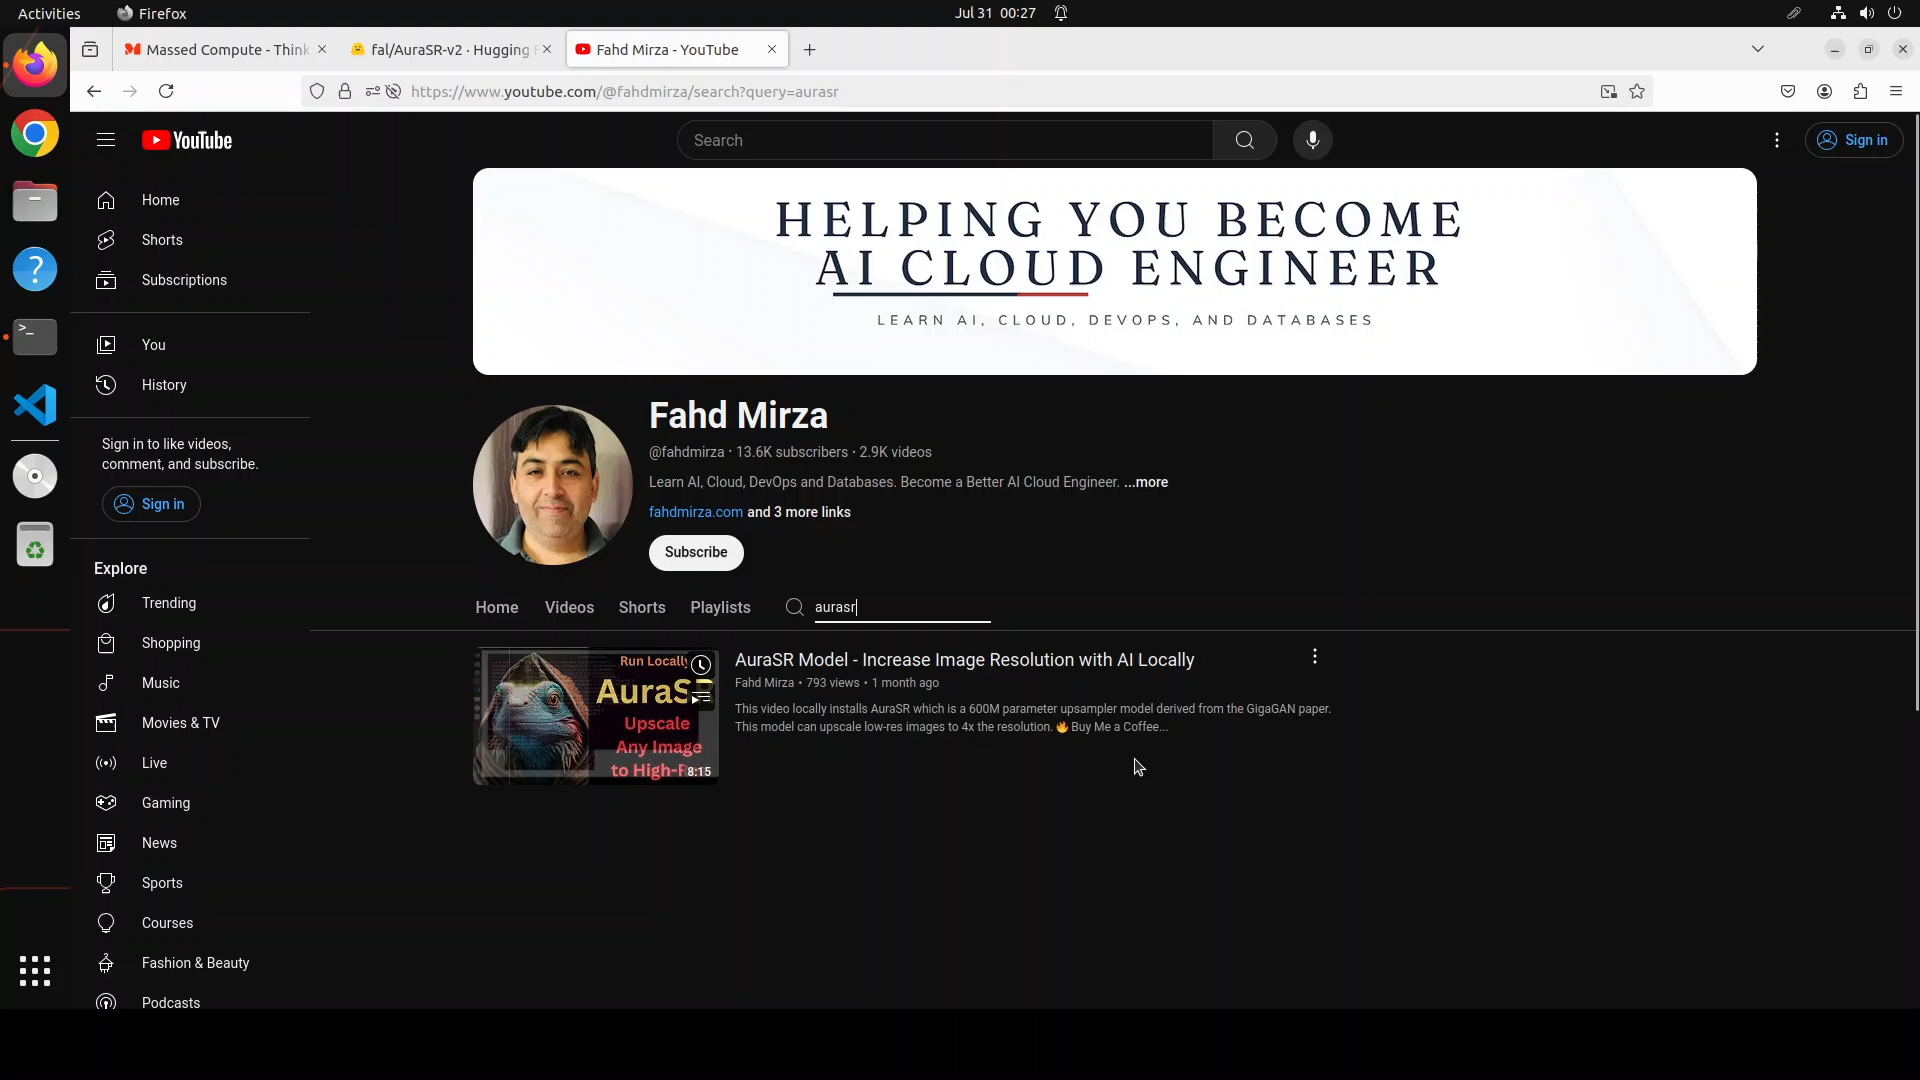 Activities
Firefox
Jul 31 00:27
Massed Compute - Think
fal/AuraSR-v2 · Hugging F
Fahd Mirza - YouTube
https://www.youtube.com/@fahdmirza/search?query=aurasr
YouTube
Search
Sign in
Home
Shorts
Subscriptions
You
History
Sign in to like videos,
comment, and subscribe.
Sign in
Explore
Trending
Shopping
Music
Movies & TV
Live
Gaming
News
Sports
Courses
Fashion & Beauty
Podcasts
HELPING YOU BECOME
AI CLOUD ENGINEER
LEARN AI, CLOUD, DEVOPS, AND DATABASES
Fahd Mirza
@fahdmirza · 13.6K subscribers · 2.9K videos
Learn AI, Cloud, DevOps and Databases. Become a Better AI Cloud Engineer. ...more
fahdmirza.com and 3 more links
Subscribe
Home
Videos
Shorts
Playlists
aurasr
Run Locally
AuraSR
Upscale
Any Image
to High-R
8:15
AuraSR Model - Increase Image Resolution with AI Locally
Fahd Mirza • 793 views • 1 month ago
This video locally installs AuraSR which is a 600M parameter upsampler model derived from the GigaGAN paper.
This model can upscale low-res images to 4x the resolution. 🔥 Buy Me a Coffee...